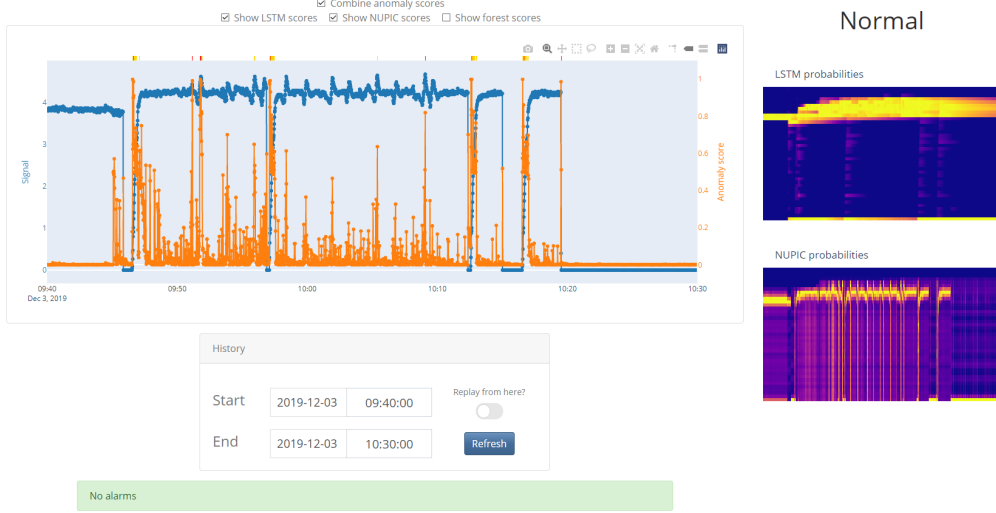 Combine anomaly scores
Show LSTM scores Show NUPIC scores Show forest scores
Normal
LSTM probabilities
Signal
4
3
2
1
0
Anomaly score
1
0.8
0.6
0.4
0.2
0
09:40 09:50 10:00 10:10 10:20 10:30
Dec 3, 2019
NUPIC probabilities
History
Start 2019-12-03 09:40:00
Replay from here?
End 2019-12-03 10:30:00
Refresh
No alarms